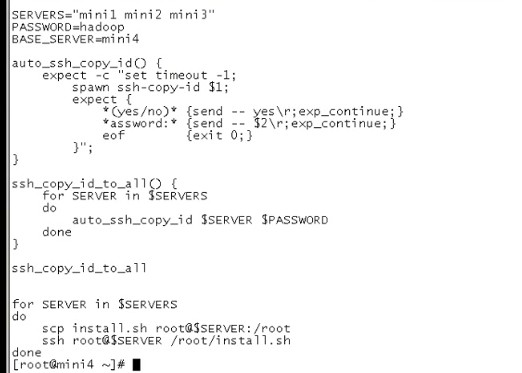 SERVERS="mini1 mini2 mini3"
PASSWORD=hadoop
BASE_SERVER=mini4
auto_ssh_copy_id() {
    expect -c "set timeout -1;
        spawn ssh-copy-id $1;
        expect {
            *(yes/no)* {send -- yes\r;exp_continue;}
            *assword:* {send -- $2\r;exp_continue;}
            eof        {exit 0;}
        }";
}
ssh_copy_id_to_all() {
    for SERVER in $SERVERS
    do
        auto_ssh_copy_id $SERVER $PASSWORD
    done
}
ssh_copy_id_to_all
for SERVER in $SERVERS
do
    scp install.sh root@$SERVER:/root
    ssh root@$SERVER /root/install.sh
done
[root@mini4 ~]#